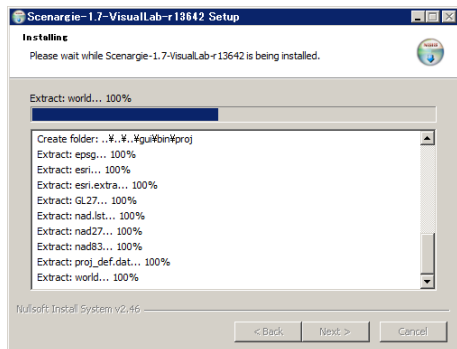 Scenargie-1.7-VisualLab-r13642 Setup
Installing
Please wait while Scenargie-1.7-VisualLab-r13642 is being installed.
Extract: world... 100%
Create folder: ..¥..¥..¥gui¥bin¥proj
Extract: epsg... 100%
Extract: esri... 100%
Extract: esri.extra... 100%
Extract: GL27... 100%
Extract: nad.lst... 100%
Extract: nad27... 100%
Extract: nad83... 100%
Extract: proj_def.dat... 100%
Extract: world... 100%
Nullsoft Install System v2.46
< Back Next > Cancel